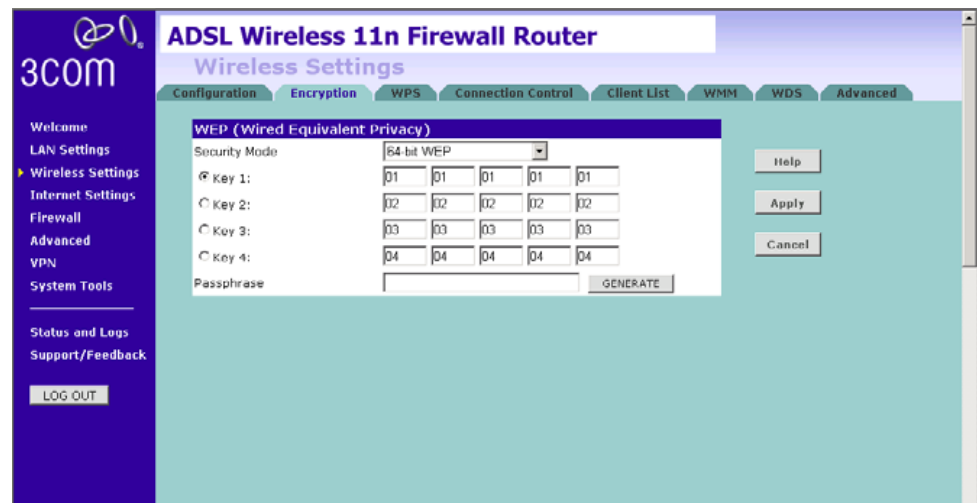 3COM
ADSL Wireless 11n Firewall Router
Wireless Settings
Configuration Encryption WPS Connection Control Client List WMM WDS Advanced
Welcome
LAN Settings
Wireless Settings
Internet Settings
Firewall
Advanced
VPN
System Tools
Status and Logs
Support/Feedback
LOG OUT
WEP (Wired Equivalent Privacy)
Security Mode 64-bit WEP
Key 1: 01 01 01 01 01
Key 2: 02 02 02 02 02
Key 3: 03 03 03 03 03
Key 4: 04 04 04 04 04
Passphrase GENERATE
Help
Apply
Cancel